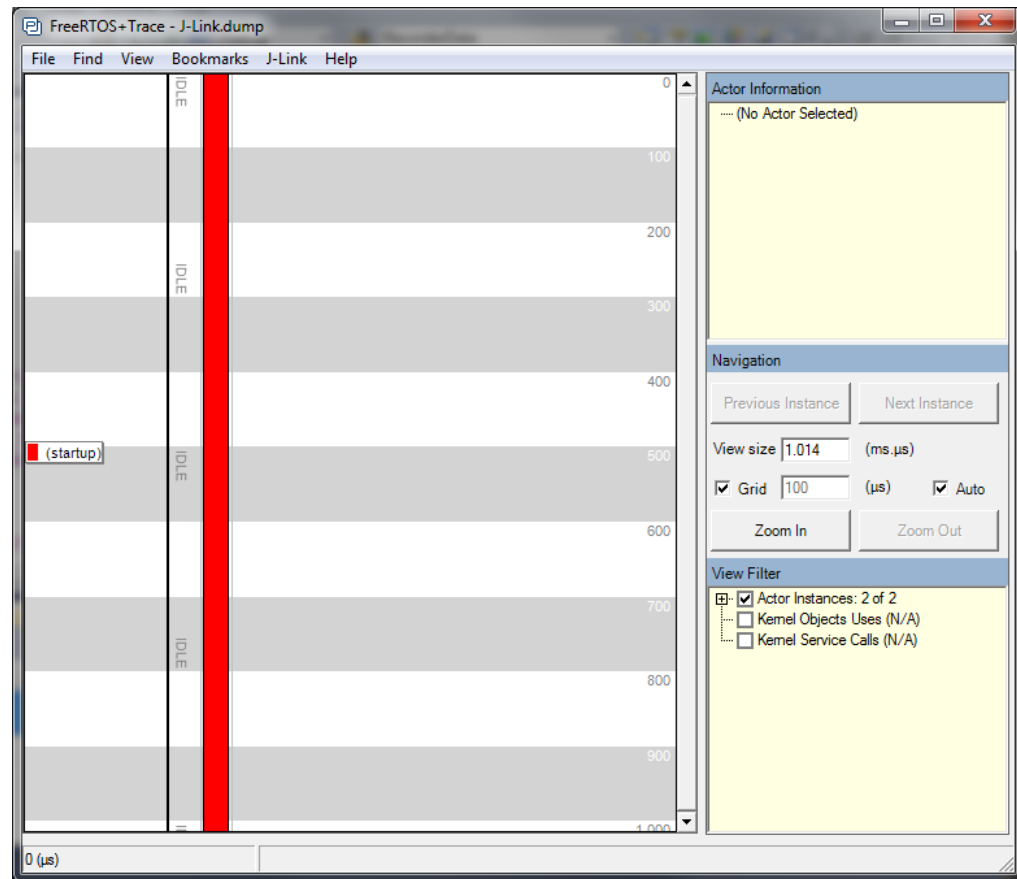 FreeRTOS+Trace - J-Link.dump
File Find View Bookmarks J-Link Help
IDLE
0
100
200
IDLE
300
400
(startup)
IDLE
500
600
700
IDLE
800
900
1.000
Actor Information
(No Actor Selected)
Navigation
Previous Instance Next Instance
View size 1.014 (ms.µs)
Grid 100 (µs) Auto
Zoom In Zoom Out
View Filter
Actor Instances: 2 of 2
Kernel Objects Uses (N/A)
Kernel Service Calls (N/A)
0 (µs)